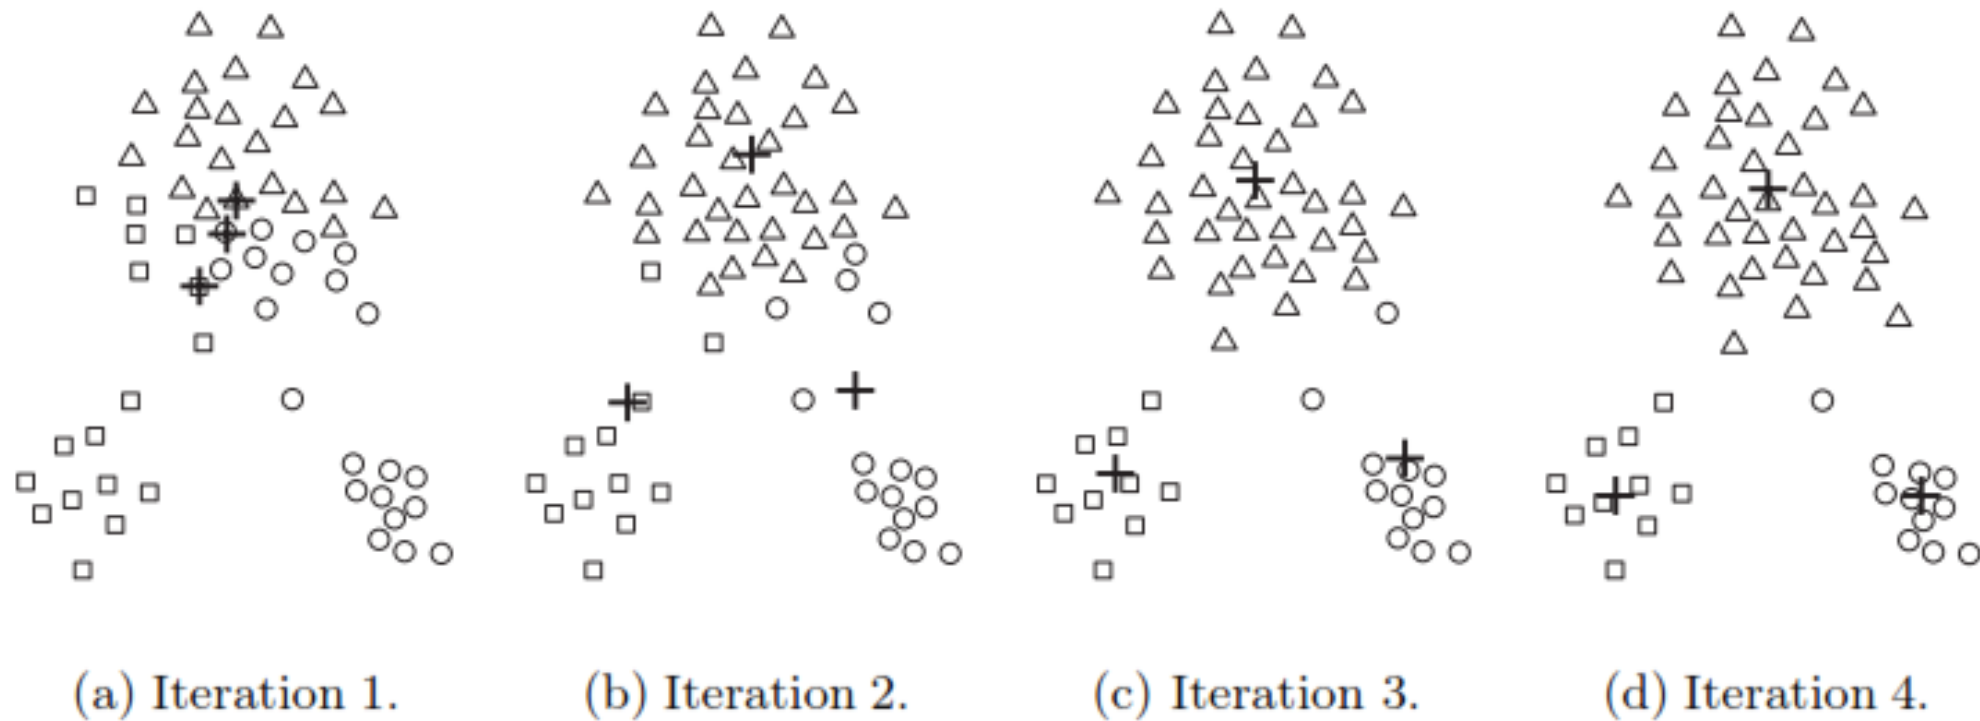 (a) Iteration 1.
(b) Iteration 2.
(c) Iteration 3.
(d) Iteration 4.